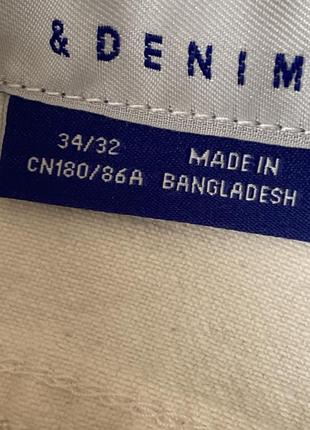 & DENIM
34/32
CN180/86A
MADE IN
BANGLADESH